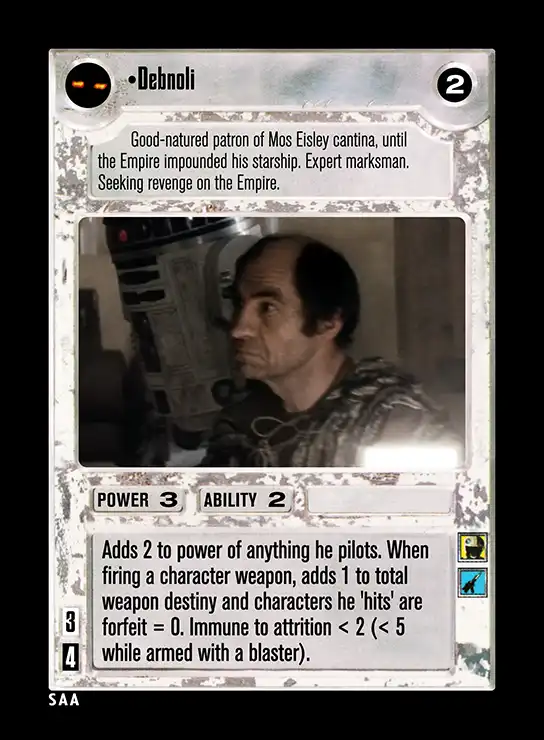 •Debnoli
2
Good-natured patron of Mos Eisley cantina, until
the Empire impounded his starship. Expert marksman.
Seeking revenge on the Empire.
POWER 3 ABILITY 2
Adds 2 to power of anything he pilots. When
firing a character weapon, adds 1 to total
weapon destiny and characters he 'hits' are
forfeit = 0. Immune to attrition < 2 (< 5
while armed with a blaster).
3
4
SAA